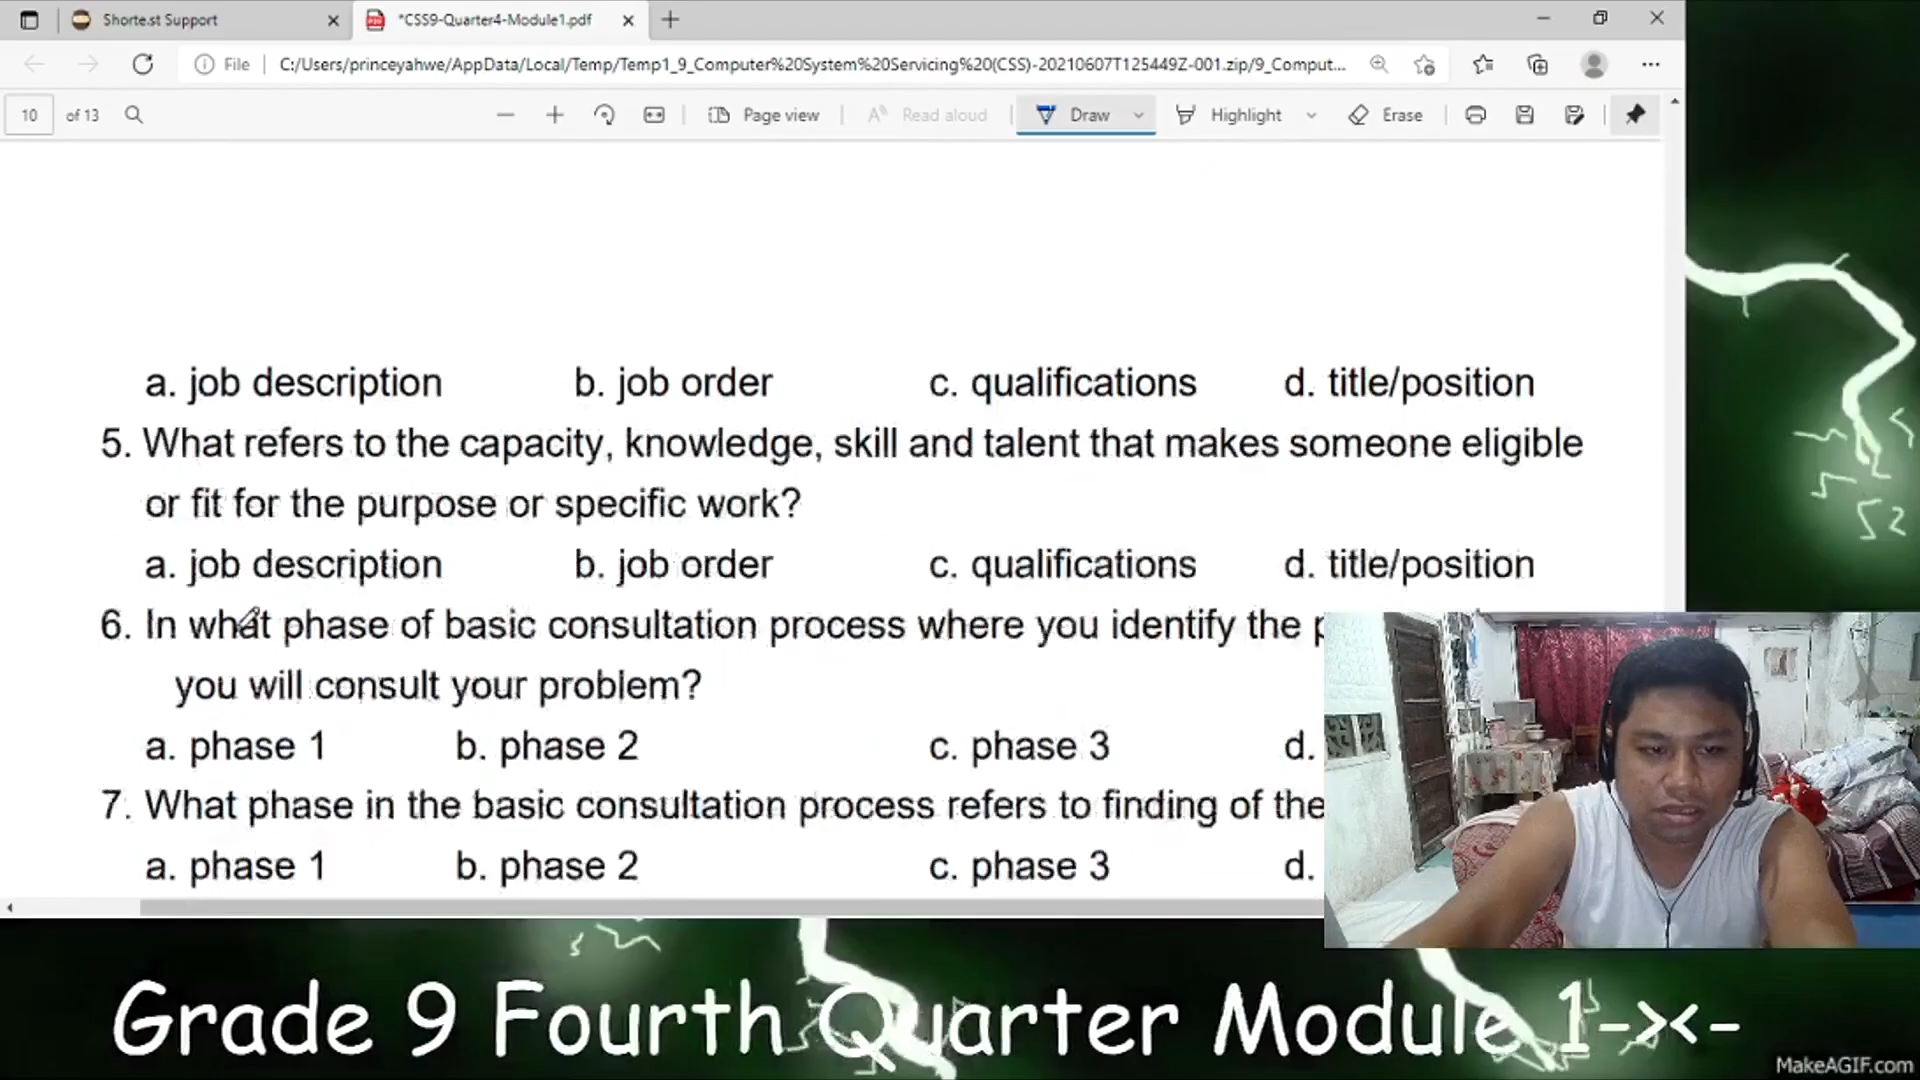 Shorte.st Support
*CSS9-Quarter4-Module1.pdf
File
C:/Users/princeyahwe/AppData/Local/Temp/Temp1_9_Computer%20System%20Servicing%20(CSS)-20210607T125449Z-001.zip/9_Comput...
10 of 13
Page view
Read aloud
Draw
Highlight
Erase
a. job description b. job order c. qualifications d. title/position
5. What refers to the capacity, knowledge, skill and talent that makes someone eligible
or fit for the purpose or specific work?
a. job description b. job order c. qualifications d. title/position
6. In what phase of basic consultation process where you identify the
you will consult your problem?
a. phase 1 b. phase 2 c. phase 3 d.
7. What phase in the basic consultation process refers to finding of the
a. phase 1 b. phase 2 c. phase 3 d.
Grade 9 Fourth Quarter Module 1->‹-
MakeAGIF.com